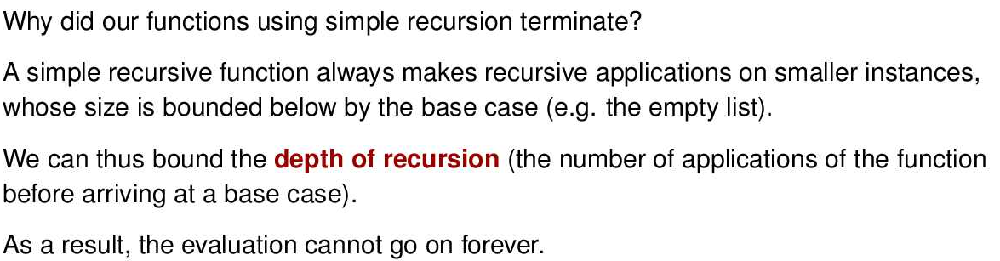 Why did our functions using simple recursion terminate?
A simple recursive function always makes recursive applications on smaller instances,
whose size is bounded below by the base case (e.g. the empty list).
We can thus bound the depth of recursion (the number of applications of the function
before arriving at a base case).
As a result, the evaluation cannot go on forever.